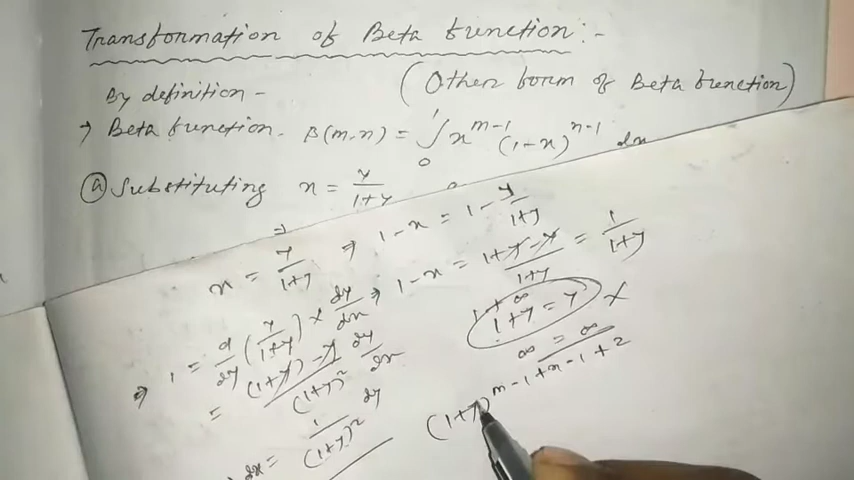 Transformation of Beta function :-
By definition - (Other form of Beta function)
→ Beta function. β(m,n) = ∫₀¹ x^{m-1} (1-x)^{n-1} dx
ⓐ Substituting x = y/(1+y)
x = y/(1+y) ⇒ 1-x = 1 - y/(1+y)
⇒ 1-x = (1+y-y)/(1+y) = 1/(1+y)
⇒ 1 = d/dy (y/(1+y)) × dy/dx
= ((1+y) - y)/(1+y)² dy/dx
dx = 1/(1+y)² dy
1+∞
1+y = y ×
∞ = ∞
(1+y)^{m-1+n-1+2}